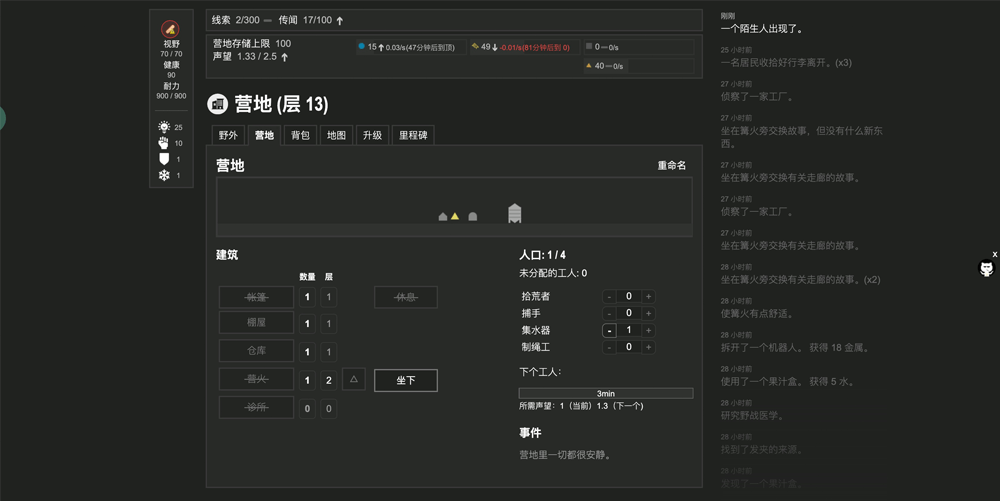 视野
70 / 70
健康
90
耐力
900 / 900
25
10
1
1
线索 2/300 传闻 17/100
营地存储上限 100
声望 1.33 / 2.5
15 0.03/s(47分钟后到顶)
49 -0.01/s(81分钟后到 0)
0 0/s
40 0/s
营地 (层 13)
野外 营地 背包 地图 升级 里程碑
营地 重命名
建筑
数量 层
帐篷 1 1 休息
棚屋 1 1
仓库 1 1
营火 1 2 坐下
诊所 0 0
人口: 1 / 4
未分配的工人: 0
拾荒者 - 0 +
捕手 - 0 +
集水器 - 1 +
制绳工 - 0 +
下个工人:
3min
所需声望: 1（当前）1.3（下一个)
事件
营地里一切都很安静。
刚刚
一个陌生人出现了。
25 小时前
一名居民收拾好行李离开。(x3)
27 小时前
侦察了一家工厂。
27 小时前
坐在篝火旁交换故事，但没有什么新东
西。
27 小时前
坐在篝火旁交换有关走廊的故事。
27 小时前
侦察了一家工厂。
27 小时前
坐在篝火旁交换有关走廊的故事。
28 小时前
坐在篝火旁交换有关走廊的故事。(x2)
28 小时前
使篝火有点舒适。
28 小时前
拆开了一个机器人。 获得 18 金属。
28 小时前
使用了一个果汁盒。 获得 5 水。
28 小时前
研究野战医学。
28 小时前
找到了发夹的来源。
28 小时前
发现了一个果汁盒。
x